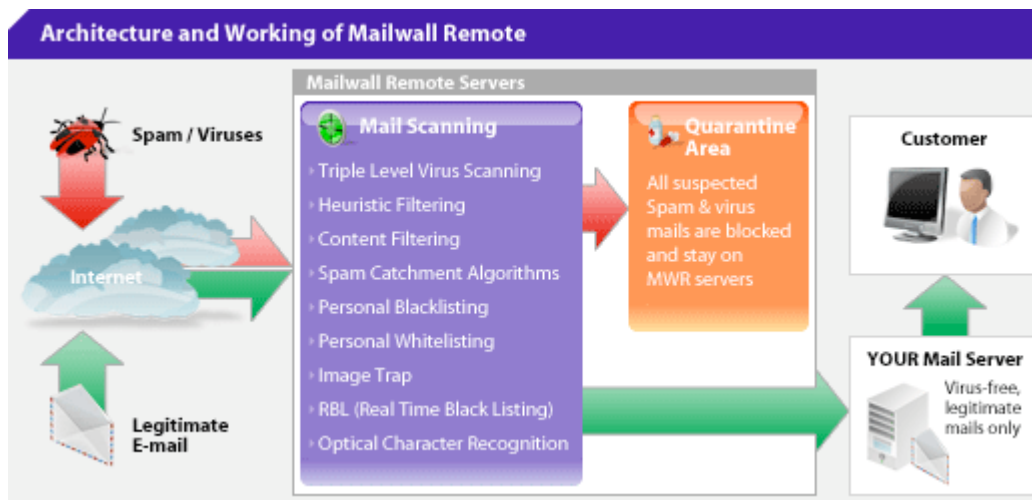 Architecture and Working of Mailwall Remote
Mailwall Remote Servers
Spam / Viruses
Internet
Legitimate
E-mail
Mail Scanning
Triple Level Virus Scanning
Heuristic Filtering
Content Filtering
Spam Catchment Algorithms
Personal Blacklisting
Personal Whitelisting
Image Trap
RBL (Real Time Black Listing)
Optical Character Recognition
Quarantine
Area
All suspected
Spam & virus
mails are blocked
and stay on
MWR servers
Customer
YOUR Mail Server
Virus-free,
legitimate
mails only